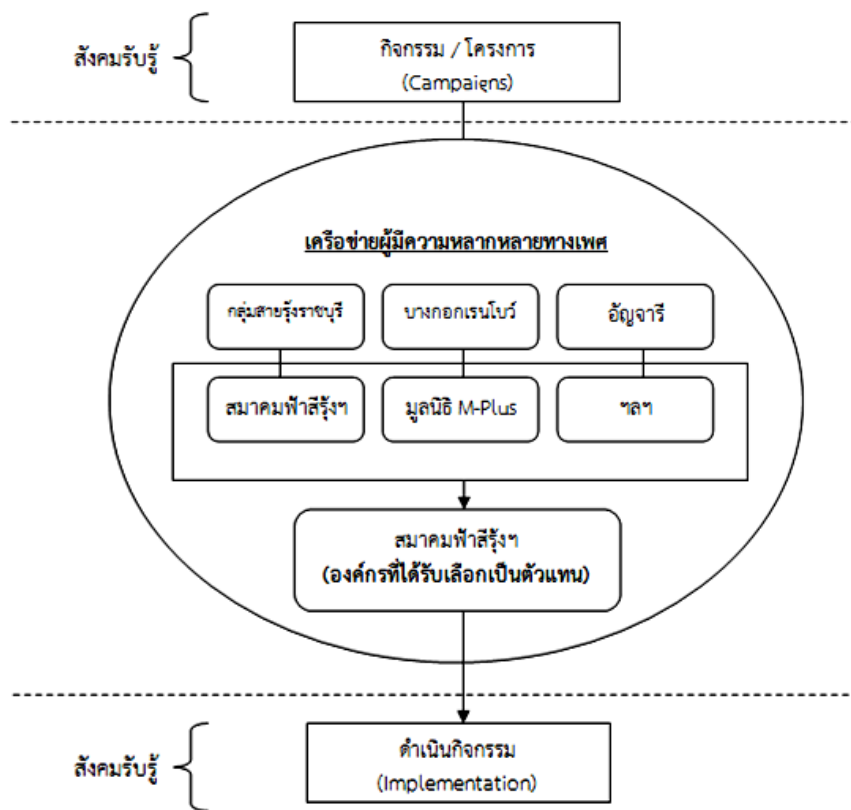 สังคมรับรู้
กิจกรรม / โครงการ
(Campaigns)
เครือข่ายผู้มีความหลากหลายทางเพศ
กลุ่มสายรุ้งราชบุรี
บางกอกเรนโบว์
อัญจารี
สมาคมฟ้าสีรุ้งฯ
มูลนิธิ M-Plus
ฯลฯ
สมาคมฟ้าสีรุ้งฯ
(องค์กรที่ได้รับเลือกเป็นตัวแทน)
สังคมรับรู้
ดำเนินกิจกรรม
(Implementation)